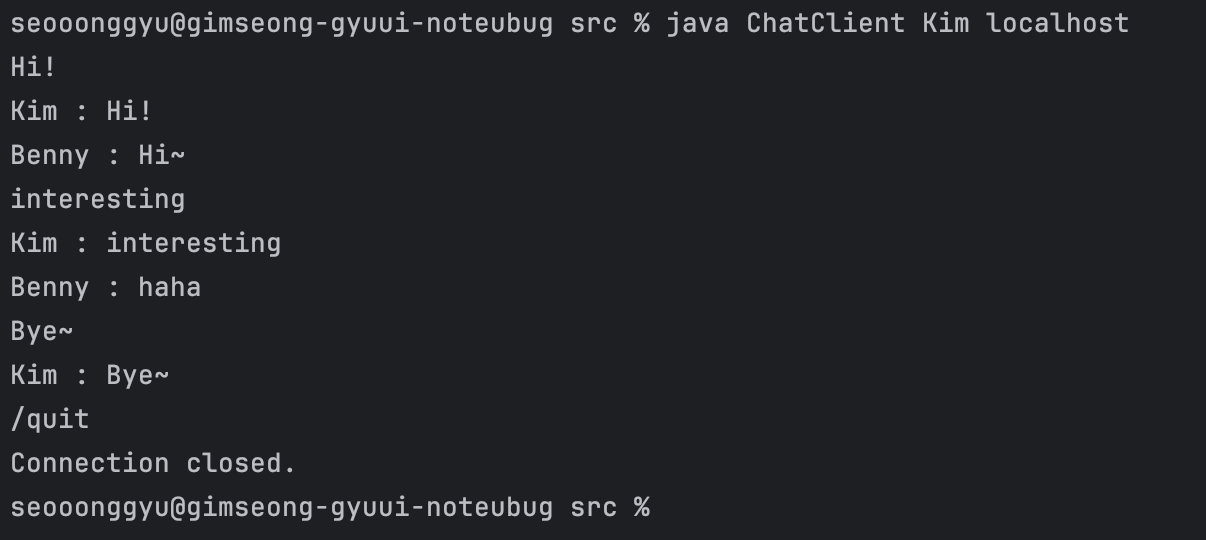 seooonggyu@gimseong-gyuui-noteubug src % java ChatClient Kim localhost
Hi!
Kim : Hi!
Benny : Hi~
interesting
Kim : interesting
Benny : haha
Bye~
Kim : Bye~
/quit
Connection closed.
seooonggyu@gimseong-gyuui-noteubug src %